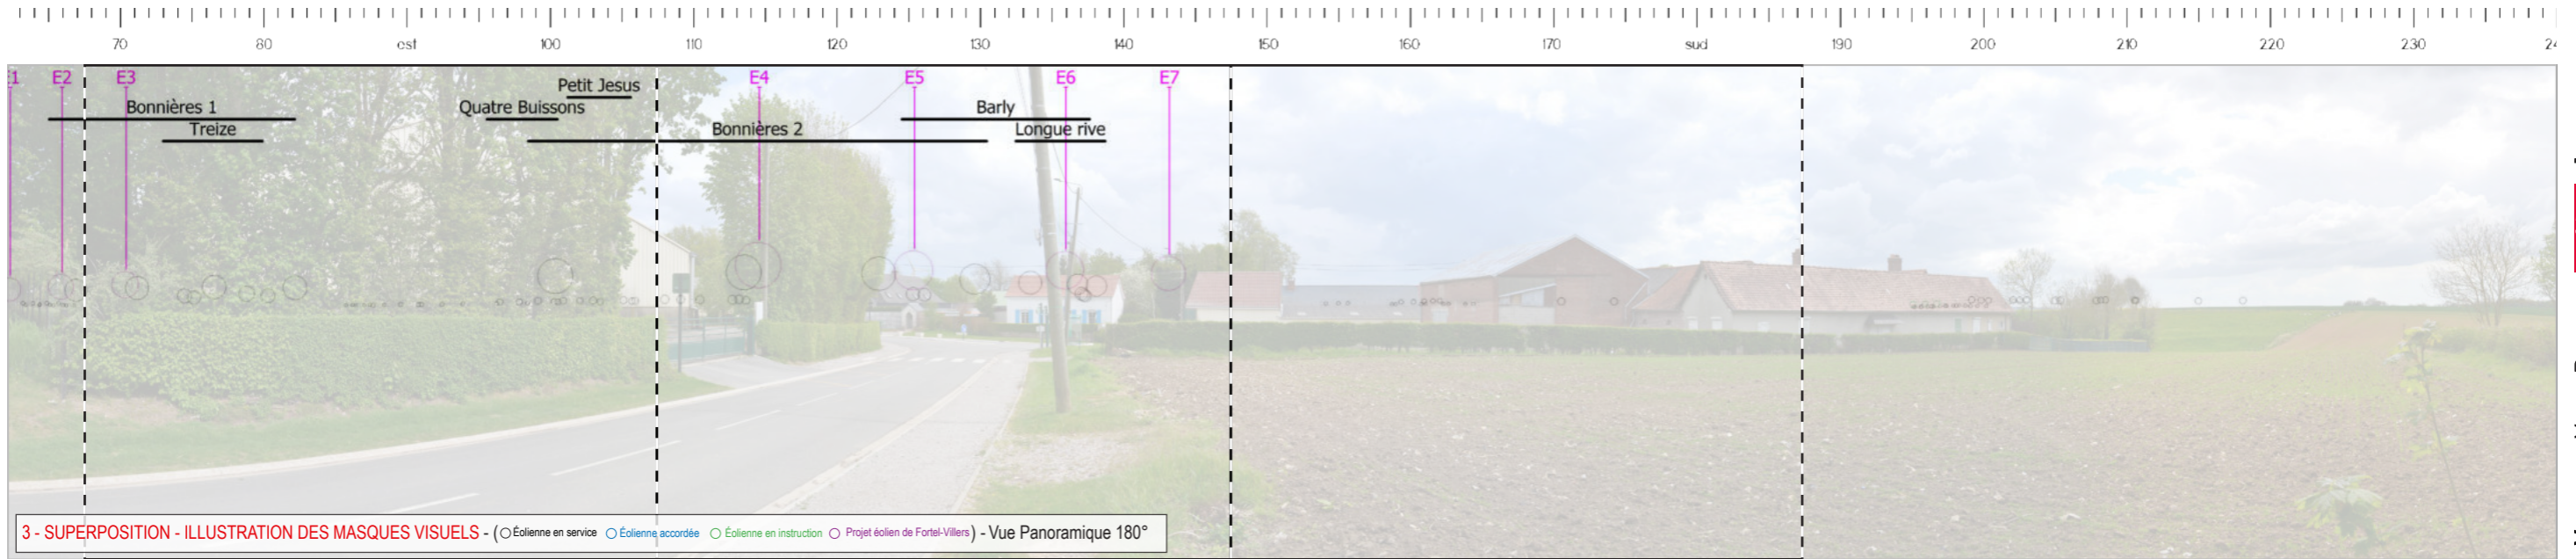 70 80 est 100 110 120 130 140 150 160 170 sud 190 200 210 220 230
E1 E2 E3 E4 E5 E6 E7
Petit Jesus
Bonnières 1 Quatre Buissons Barly
Treize Bonnières 2 Longue rive
3 - SUPERPOSITION - ILLUSTRATION DES MASQUES VISUELS - (Éolienne en service Éolienne accordée Éolienne en instruction Projet éolien de Fortel-Villers) - Vue Panoramique 180°